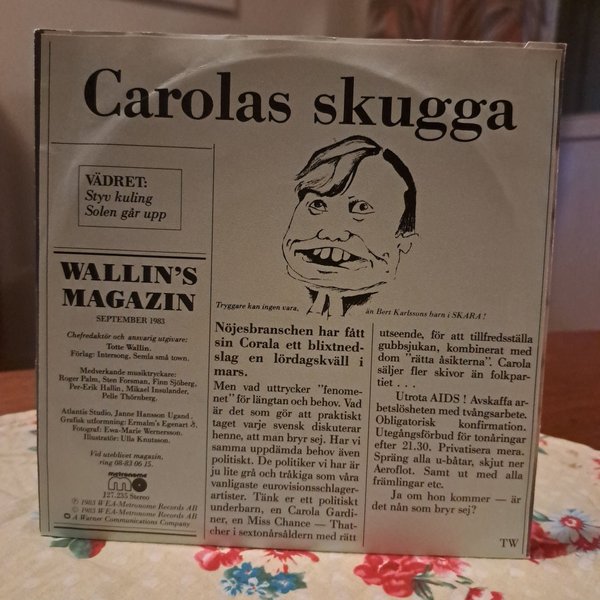 Carolas skugga
VÄDRET:
Styv kuling
Solen går upp
WALLIN'S
MAGAZIN
SEPTEMBER 1983
Chefredaktör och ansvarig utgivare:
Totte Wallin.
Förlag: Intersong, Semla små town.
Medverkande musiktryckare:
Roger Palm, Sten Forsman, Finn Sjöberg,
Per-Erik Hallin, Mikael Insulander,
Pelle Thörnberg.
Atlantis Studio, Janne Hansson Ugand.
Grafisk utformning: Ermalm's Egenart
Fotograf: Ewa-Marie Wernersson.
Illustratör: Ulla Knutsson.
Vid uteblivet magazin,
ring 08-83 06 15.
metronome
127.235 Stereo
Ⓟ 1983 WEA-Metronome Records AB
© 1983 WEA-Metronome Records AB
A Warner Communications Company
Tryggare kan ingen vara, än Bert Karlssons barn i SKARA!
Nöjesbranschen har fått
sin Corala ett blixtned-
slag en lördagskväll i
mars.
Men vad uttrycker "fenome-
net" för längtan och behov. Vad
är det som gör att praktiskt
taget varje svensk diskuterar
henne, att man bryr sej. Har vi
samma uppdämda behov även
politiskt. De politiker vi har är
ju lite grå och tråkiga som våra
vanligaste eurovisionsschlager-
artister. Tänk er ett politiskt
underbarn, en Carola Gardi-
ner, en Miss Chance — That-
cher i sextonårsåldern med rätt
utseende, för att tillfredsställa
gubbsjukan, kombinerat med
dom "rätta åsikterna". Carola
säljer fler skivor än folkpar-
tiet . . .
Utrota AIDS! Avskaffa ar-
betslösheten med tvångsarbete.
Obligatorisk konfirmation.
Utegångsförbud för tonåringar
efter 21.30. Privatisera mera.
Spräng alla u-båtar, skjut ner
Aeroflot. Samt ut med alla
främlingar etc.
Ja om hon kommer — är
det nån som bryr sej?
TW